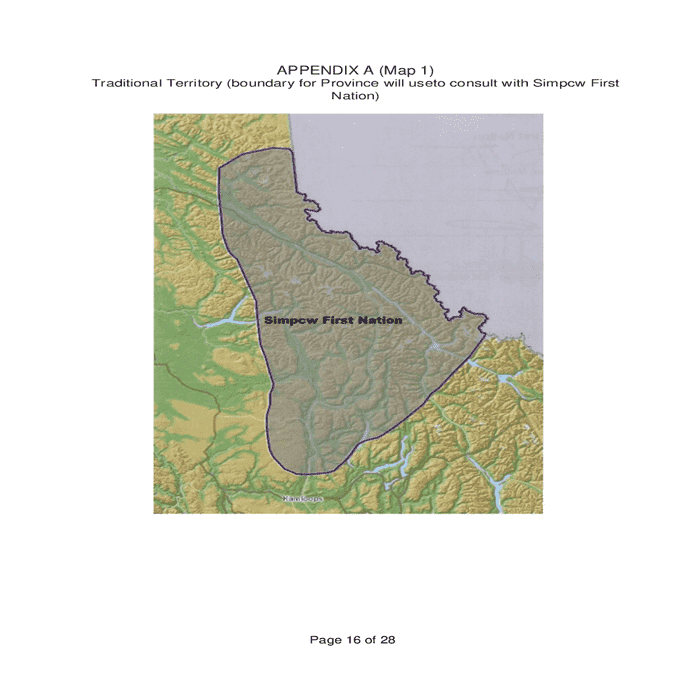 APPENDIX A (Map 1)
Traditional Territory (boundary for Province will useto consult with Simpcw First
Nation)
Simpcw First Nation
Kamloops
Page 16 of 28